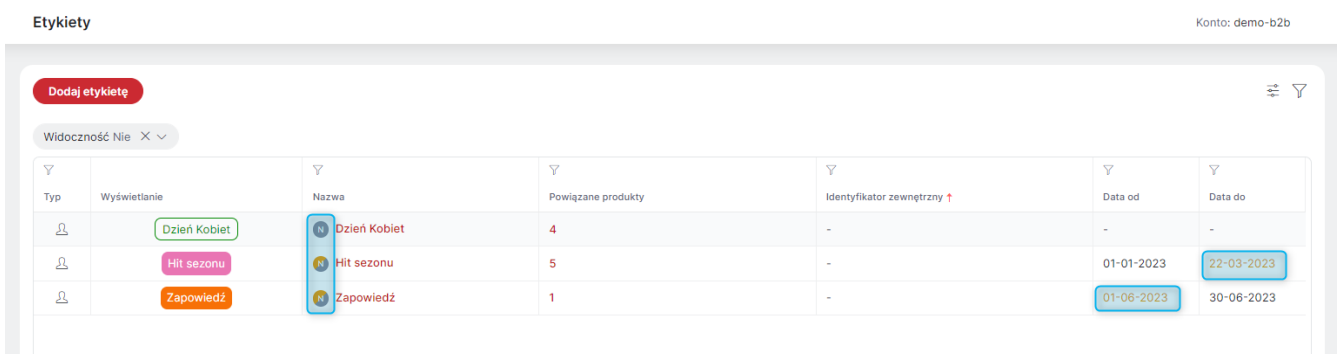 Etykiety
Konto: demo-b2b
Dodaj etykietę
Widoczność Nie
Typ Wyświetlanie Nazwa Powiązane produkty Identyfikator zewnętrzny ↑ Data od Data do
Dzień Kobiet N Dzień Kobiet 4 - - -
Hit sezonu N Hit sezonu 5 - 01-01-2023 22-03-2023
Zapowiedź N Zapowiedź 1 - 01-06-2023 30-06-2023